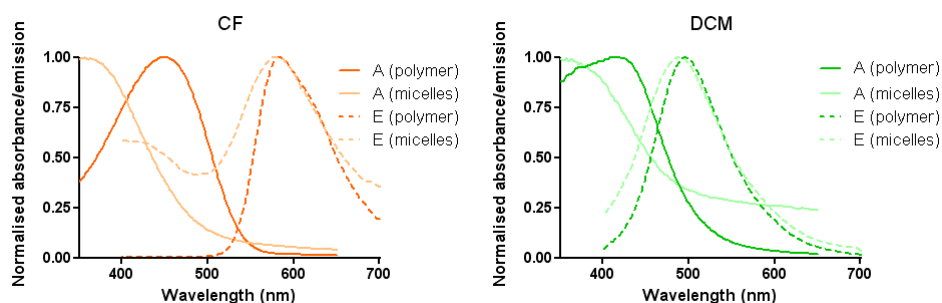 CF
Normalised absorbance/emission
1.00
0.75
0.50
0.25
0.00
400
500
600
700
Wavelength (nm)
A (polymer)
A (micelles)
E (polymer)
E (micelles)
DCM
Normalised absorbance/emission
1.00
0.75
0.50
0.25
0.00
400
500
600
700
Wavelength (nm)
A (polymer)
A (micelles)
E (polymer)
E (micelles)